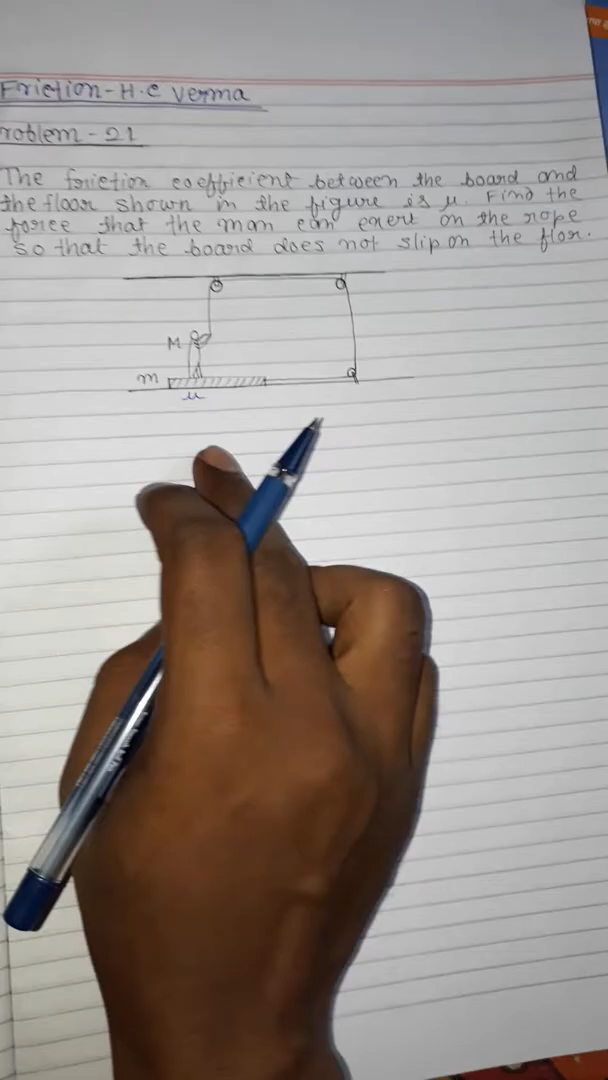 Friction-H.C Verma
roblem-21
The friction coefficient between the board and
the floor shown in the figure is μ. Find the
force that the man can exert on the rope
so that the board does not slip on the flor.
M
m
μ